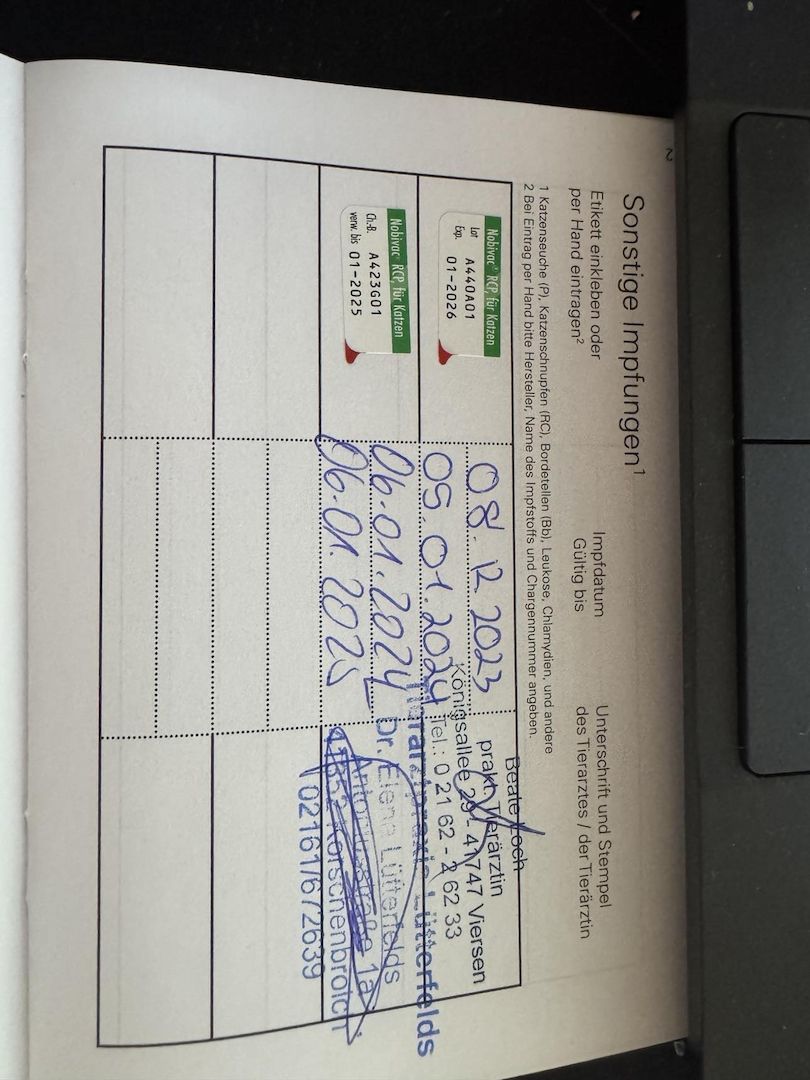 2
Sonstige Impfungen¹
Etikett einkleben oder
per Hand eintragen²
Impfdatum
Gültig bis
Unterschrift und Stempel
des Tierarztes / der Tierärztin
1 Katzenseuche (P), Katzenschnupfen (RC), Bordetellen (Bb), Leukose, Chlamydien, und andere
2 Bei Eintrag per Hand bitte Hersteller, Name des Impfstoffs und Chargennummer angeben.
Nobivac® RCP, für Katzen
Lot A440A01
Exp. 01-2026
08. 12. 2023
05. 01. 2024
Beate Koch
prakt. Tierärztin
Königsallee 29 - 41747 Viersen
Tel.: 0 21 62 - 2 62 33
Nobivac® RCP, für Katzen
Ch.-B. A423G01
verw. bis 01-2025
06. 01. 2024
06. 01. 2025
Tierarztpraxis Lütterfelds
Dr. Elena Lütterfelds
1a
41352 Korschenbroich
02161/672639